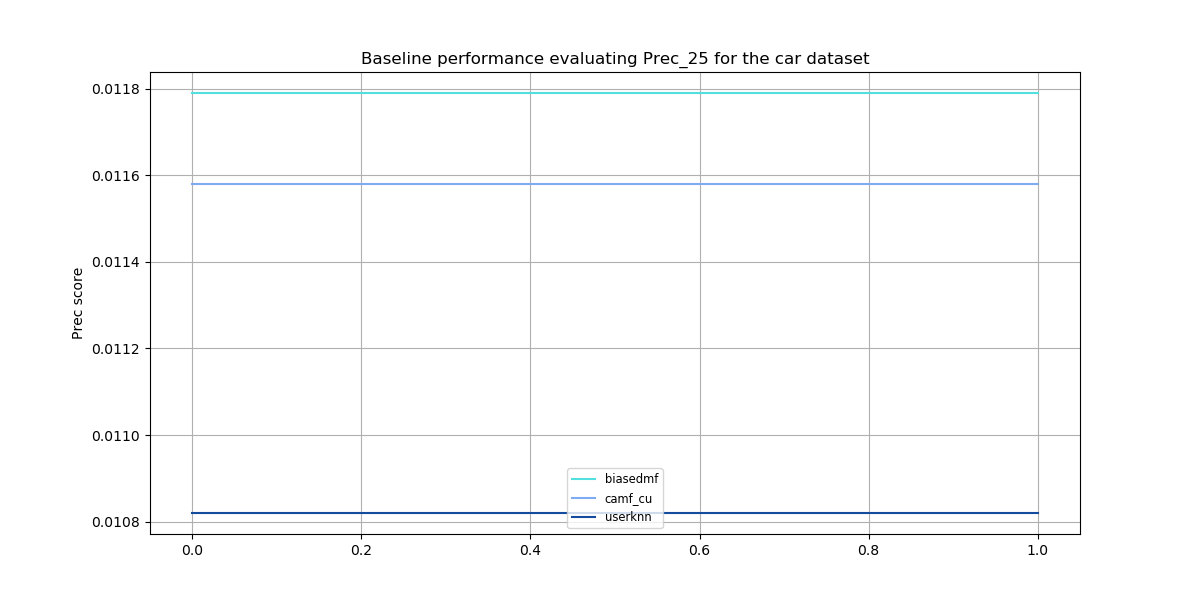 Baseline performance evaluating Prec_25 for the car dataset
0.0118
0.0116
0.0114
0.0112
0.0110
0.0108
Prec score
biasedmf
camf_cu
userknn
0.0 0.2 0.4 0.6 0.8 1.0